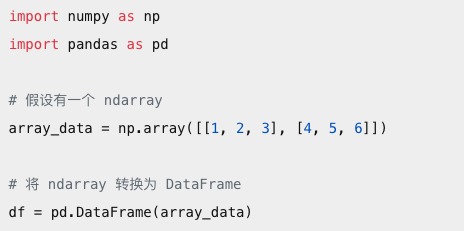 import numpy as np
import pandas as pd
# 假设有一个 ndarray
array_data = np.array([[1, 2, 3], [4, 5, 6]])
# 将 ndarray 转换为 DataFrame
df = pd.DataFrame(array_data)